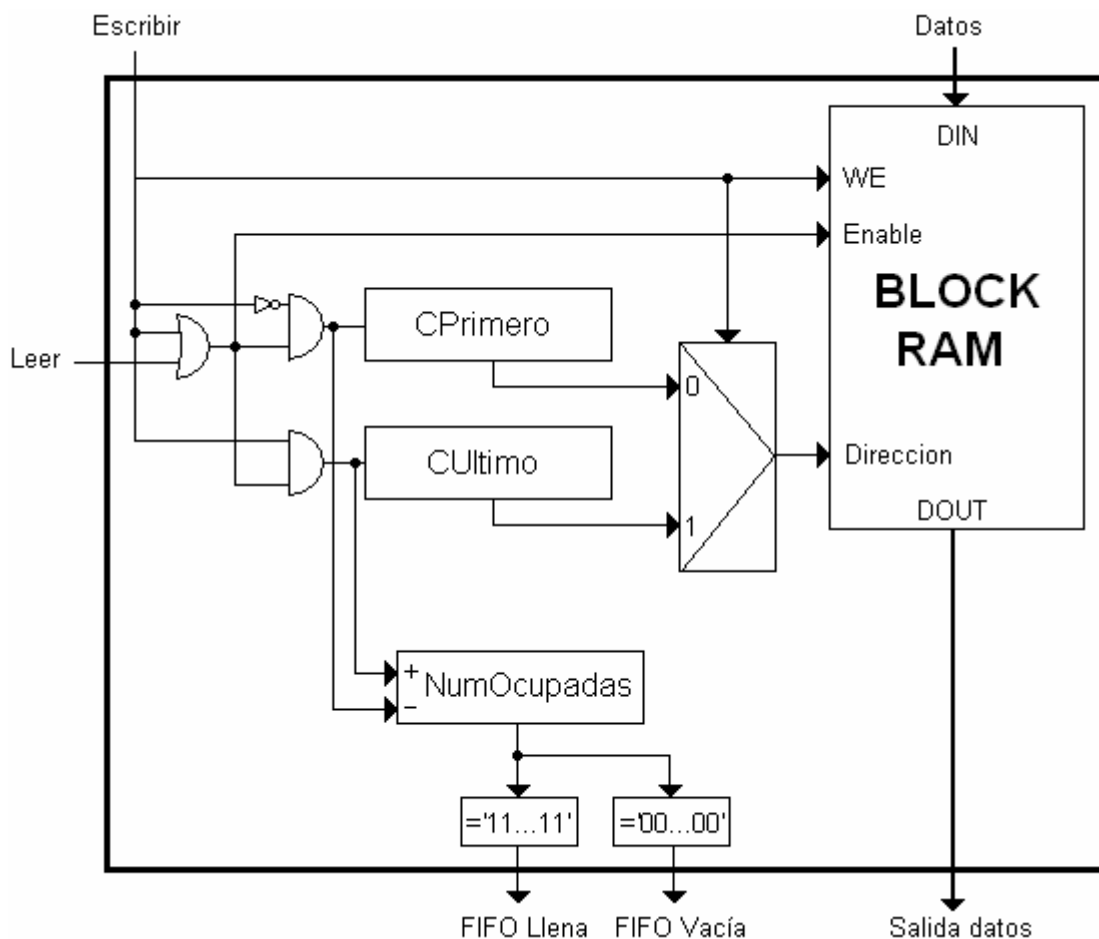 Escribir
Datos
DIN
WE
Enable
BLOCK
RAM
CPrimero
Leer
0
CUltimo
Direccion
1
DOUT
+
NumOcupadas
−
='11...11'
='00...00'
FIFO Llena
FIFO Vacía
Salida datos